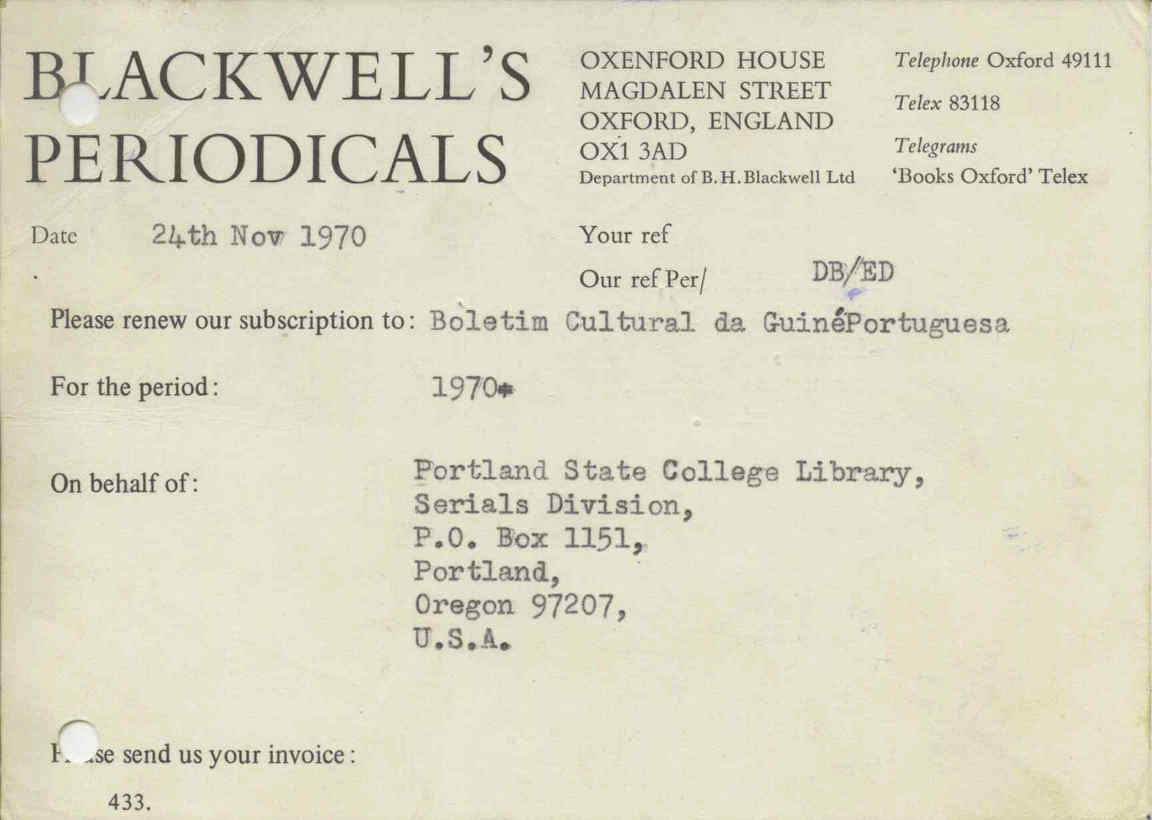 BLACKWELL'S
PERIODICALS
OXENFORD HOUSE
MAGDALEN STREET
OXFORD, ENGLAND
OX1 3AD
Department of B.H.Blackwell Ltd
Telephone Oxford 49111
Telex 83118
Telegrams
'Books Oxford' Telex
Date 24th Nov 1970
Your ref
Our ref Per/ DB/ED
Please renew our subscription to: Boletim Cultural da GuinéPortuguesa
For the period: 1970*
On behalf of: Portland State College Library,
Serials Division,
P.O. Box 1151,
Portland,
Oregon 97207,
U.S.A.
Please send us your invoice:
433.